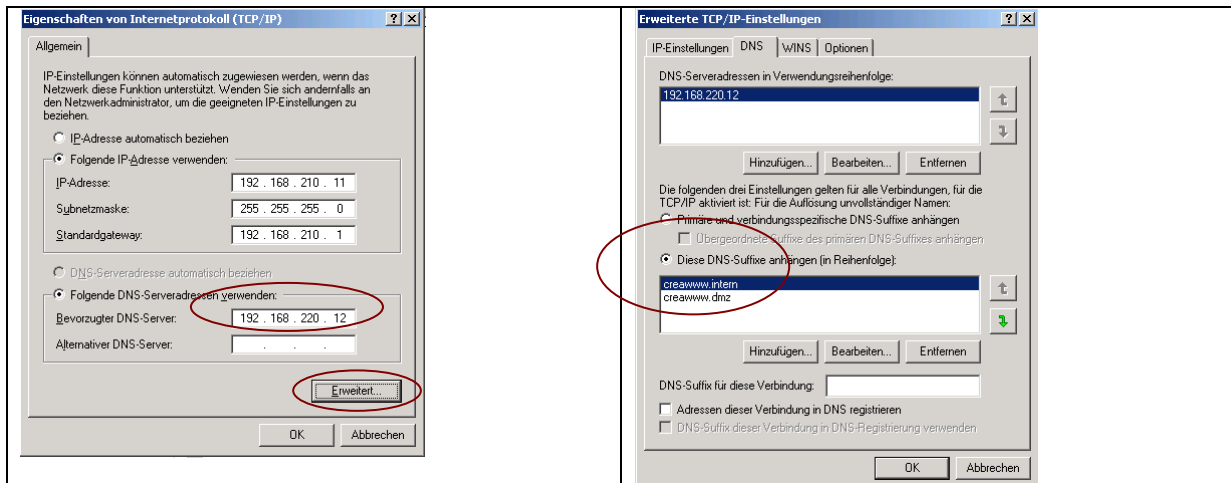 Eigenschaften von Internetprotokoll (TCP/IP)
Allgemein
IP-Einstellungen können automatisch zugewiesen werden, wenn das
Netzwerk diese Funktion unterstützt. Wenden Sie sich andernfalls an
den Netzwerkadministrator, um die geeigneten IP-Einstellungen zu
beziehen.
IP-Adresse automatisch beziehen
Folgende IP-Adresse verwenden:
IP-Adresse: 192 . 168 . 210 . 11
Subnetzmaske: 255 . 255 . 255 . 0
Standardgateway: 192 . 168 . 210 . 1
DNS-Serveradresse automatisch beziehen
Folgende DNS-Serveradressen verwenden:
Bevorzugter DNS-Server: 192 . 168 . 220 . 12
Alternativer DNS-Server: . . .
Erweitert...
OK Abbrechen
Erweiterte TCP/IP-Einstellungen
IP-Einstellungen DNS WINS Optionen
DNS-Serveradressen in Verwendungsreihenfolge:
192.168.220.12
Hinzufügen... Bearbeiten... Entfernen
Die folgenden drei Einstellungen gelten für alle Verbindungen, für die
TCP/IP aktiviert ist: Für die Auflösung unvollständiger Namen:
Primäre und verbindungsspezifische DNS-Suffixe anhängen
Übergeordnete Suffixe des primären DNS-Suffixes anhängen
Diese DNS-Suffixe anhängen (in Reihenfolge):
creawww.intern
creawww.dmz
Hinzufügen... Bearbeiten... Entfernen
DNS-Suffix für diese Verbindung:
Adressen dieser Verbindung in DNS registrieren
DNS-Suffix dieser Verbindung in DNS-Registrierung verwenden
OK Abbrechen